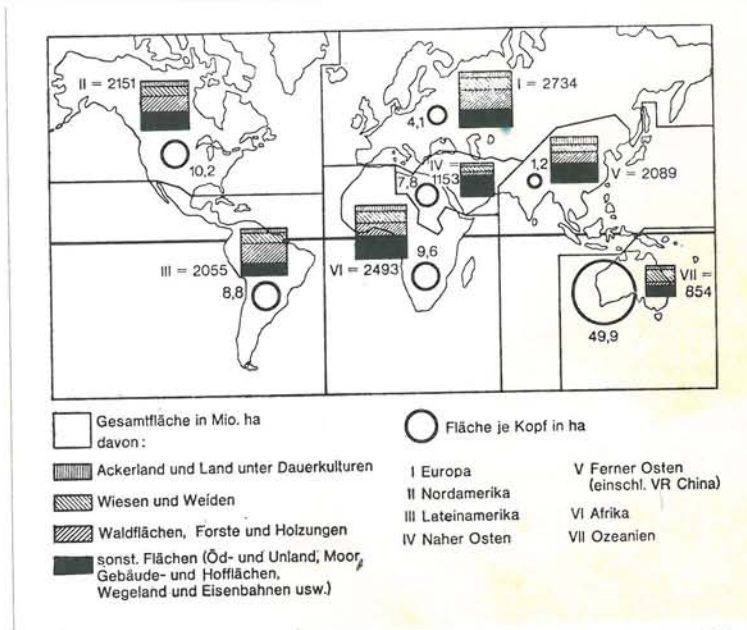 II = 2151
10,2
4,1
I = 2734
IV =
1153
7,8
1,2
V = 2089
III = 2055
8,8
VI = 2493
9,6
VII =
854
49,9
Gesamtfläche in Mio. ha
davon:
Ackerland und Land unter Dauerkulturen
Wiesen und Weiden
Waldflächen, Forste und Holzungen
sonst. Flächen (Öd- und Unland, Moor,
Gebäude- und Hofflächen,
Wegeland und Eisenbahnen usw.)
Fläche je Kopf in ha
I Europa
II Nordamerika
III Lateinamerika
IV Naher Osten
V Ferner Osten
(einschl. VR China)
VI Afrika
VII Ozeanien